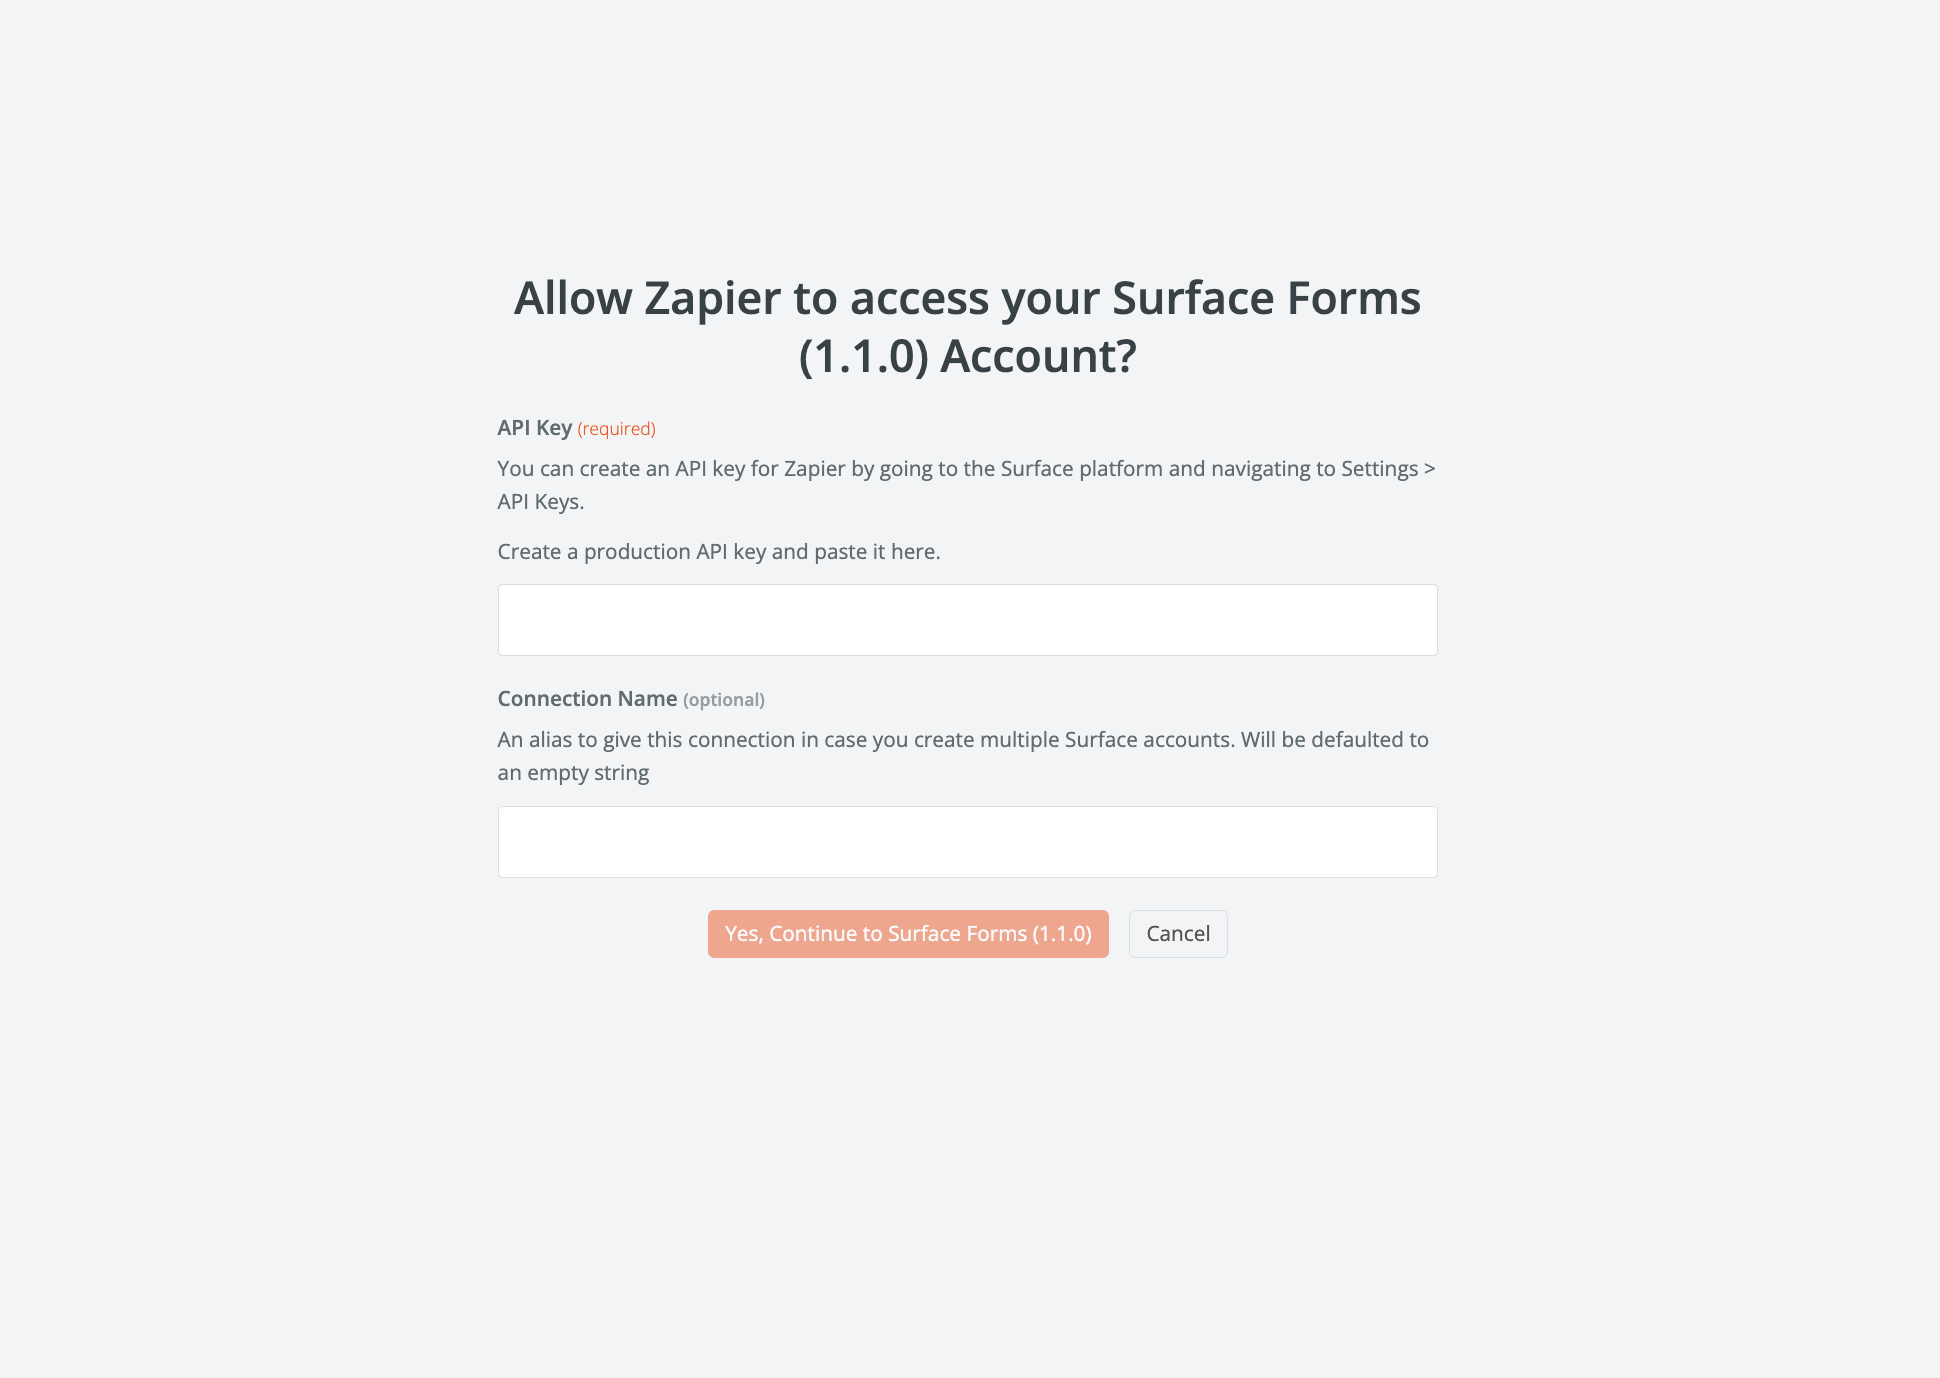 Allow Zapier to access your Surface Forms
(1.1.0) Account?
API Key (required)
You can create an API key for Zapier by going to the Surface platform and navigating to Settings >
API Keys.
Create a production API key and paste it here.
Connection Name (optional)
An alias to give this connection in case you create multiple Surface accounts. Will be defaulted to
an empty string
Yes, Continue to Surface Forms (1.1.0)
Cancel